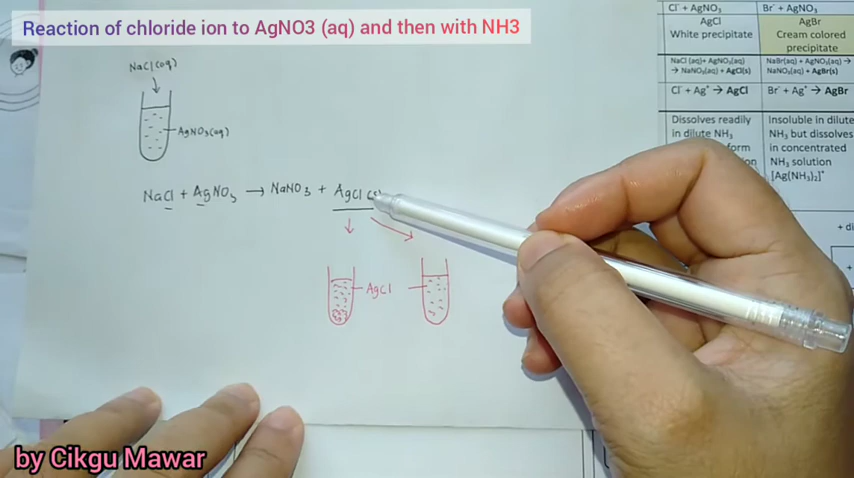 Reaction of chloride ion to AgNO3 (aq) and then with NH3
NaCl(aq)
AgNO3(aq)
NaCl + AgNO3 → NaNO3 + AgCl (s)
AgCl
Cl⁻ + AgNO₃
AgCl
White precipitate
NaCl (aq)+ AgNO₃(aq)
→ NaNO₃(aq) + AgCl(s)
Cl⁻ + Ag⁺ → AgCl
Dissolves readily
in dilute NH₃
form
Br⁻ + AgNO₃
AgBr
Cream colored
precipitate
NaBr(aq) + AgNO₃(aq) →
NaNO₃(aq) + AgBr(s)
Br⁻ + Ag⁺ → AgBr
Insoluble in dilute
NH₃ but dissolves
in concentrated
NH₃ solution
[Ag(NH₃)₂]⁺
+ di
by Cikgu Mawar